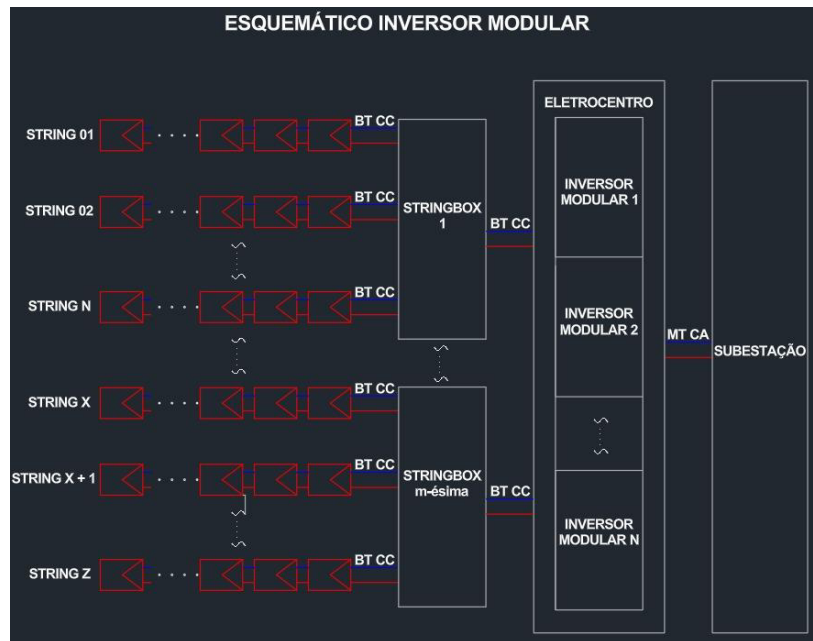 ESQUEMÁTICO INVERSOR MODULAR
ELETROCENTRO
STRING 01
BT CC
STRINGBOX
1
INVERSOR
MODULAR 1
STRING 02
BT CC
BT CC
STRING N
BT CC
INVERSOR
MODULAR 2
MT CA
SUBESTAÇÃO
STRING X
BT CC
STRING X + 1
BT CC
STRINGBOX
m-ésima
BT CC
INVERSOR
MODULAR N
STRING Z
BT CC